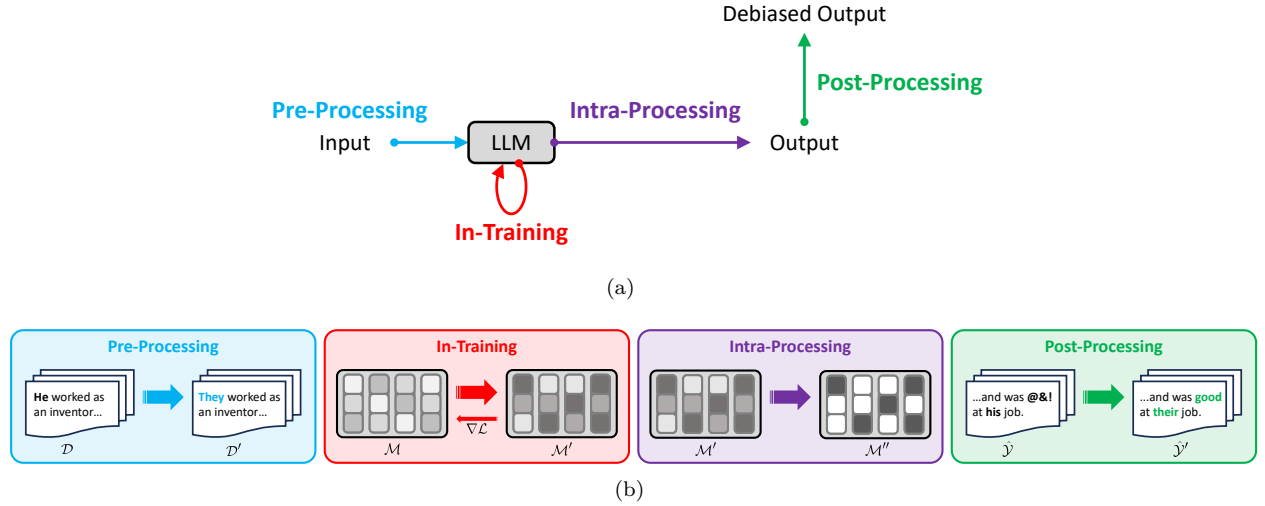 Debiased Output
Post-Processing
Pre-Processing
Intra-Processing
Input
LLM
Output
In-Training
(a)
Pre-Processing
He worked as
an inventor…
They worked as
an inventor…
𝒟
𝒟′
In-Training
∇ℒ
ℳ
ℳ′
Intra-Processing
ℳ′
ℳ″
Post-Processing
…and was @&!
at his job.
…and was good
at their job.
𝒴̂
𝒴̂′
(b)